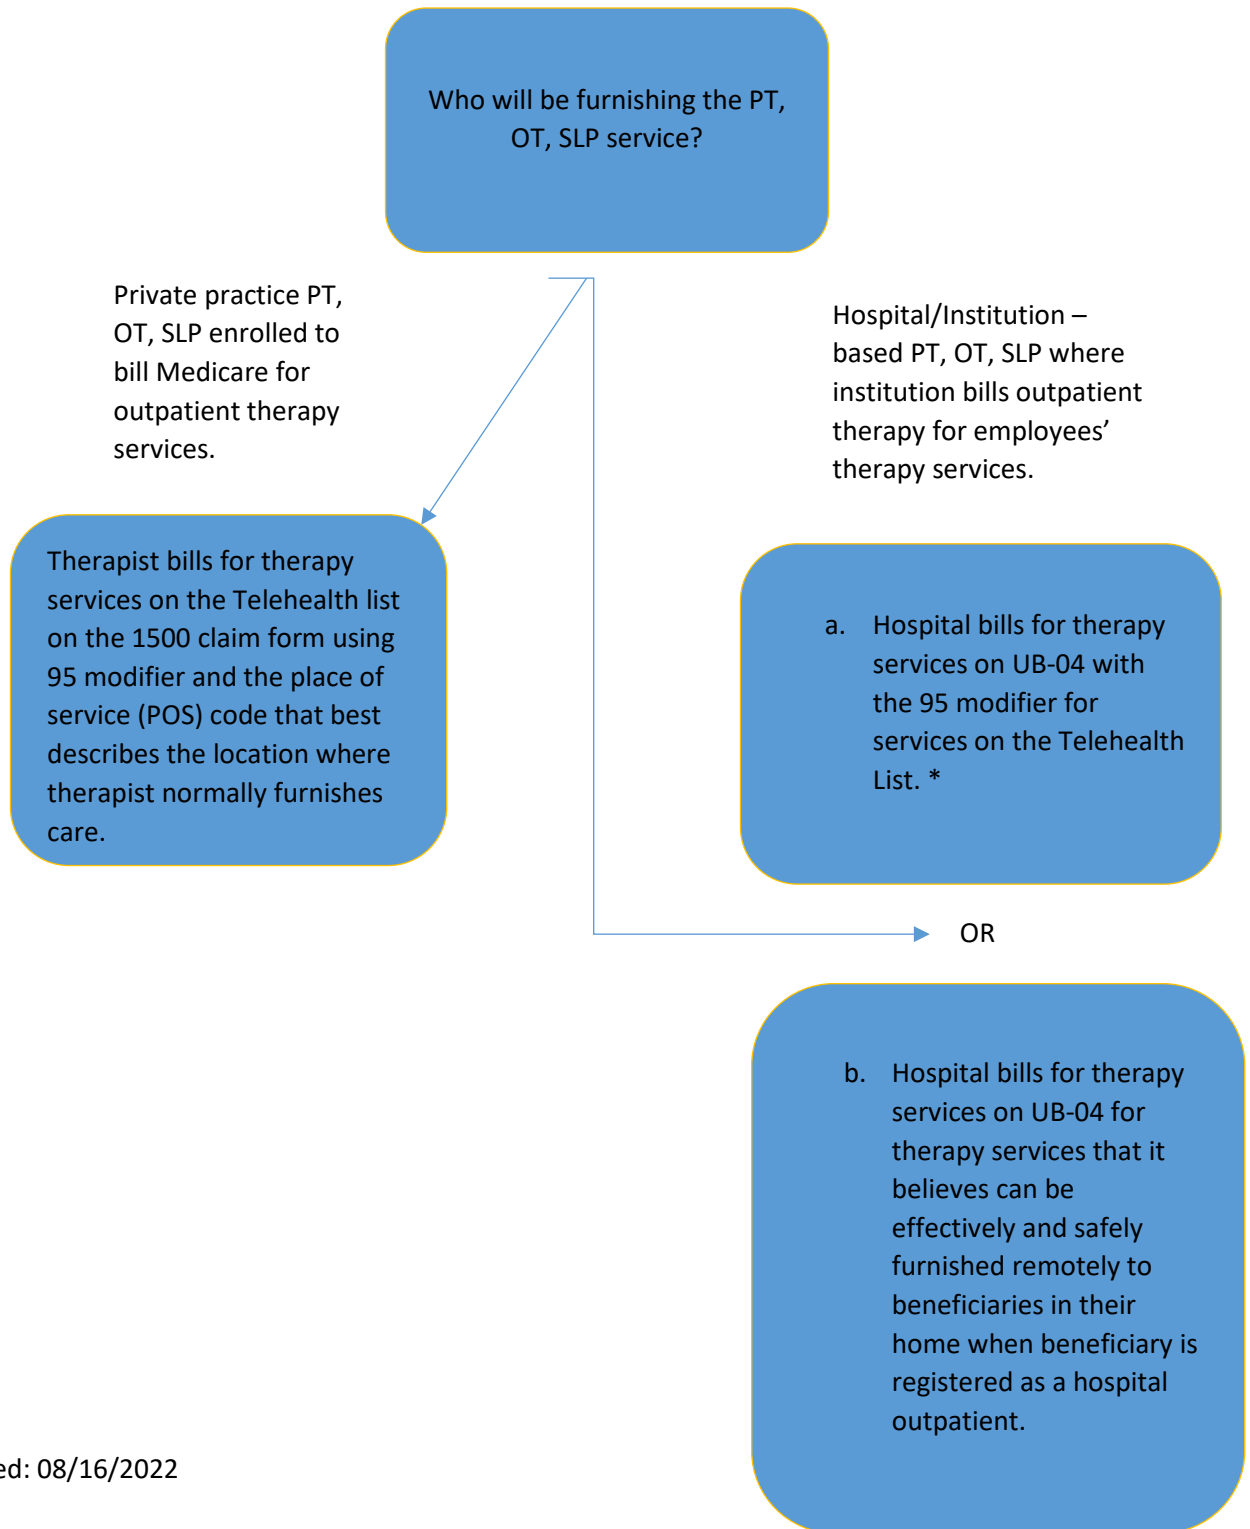 Who will be furnishing the PT,
OT, SLP service?
Private practice PT,
OT, SLP enrolled to
bill Medicare for
outpatient therapy
services.
Hospital/Institution –
based PT, OT, SLP where
institution bills outpatient
therapy for employees’
therapy services.
Therapist bills for therapy
services on the Telehealth list
on the 1500 claim form using
95 modifier and the place of
service (POS) code that best
describes the location where
therapist normally furnishes
care.
a. Hospital bills for therapy
services on UB-04 with
the 95 modifier for
services on the Telehealth
List. *
OR
b. Hospital bills for therapy
services on UB-04 for
therapy services that it
believes can be
effectively and safely
furnished remotely to
beneficiaries in their
home when beneficiary is
registered as a hospital
outpatient.
ed: 08/16/2022